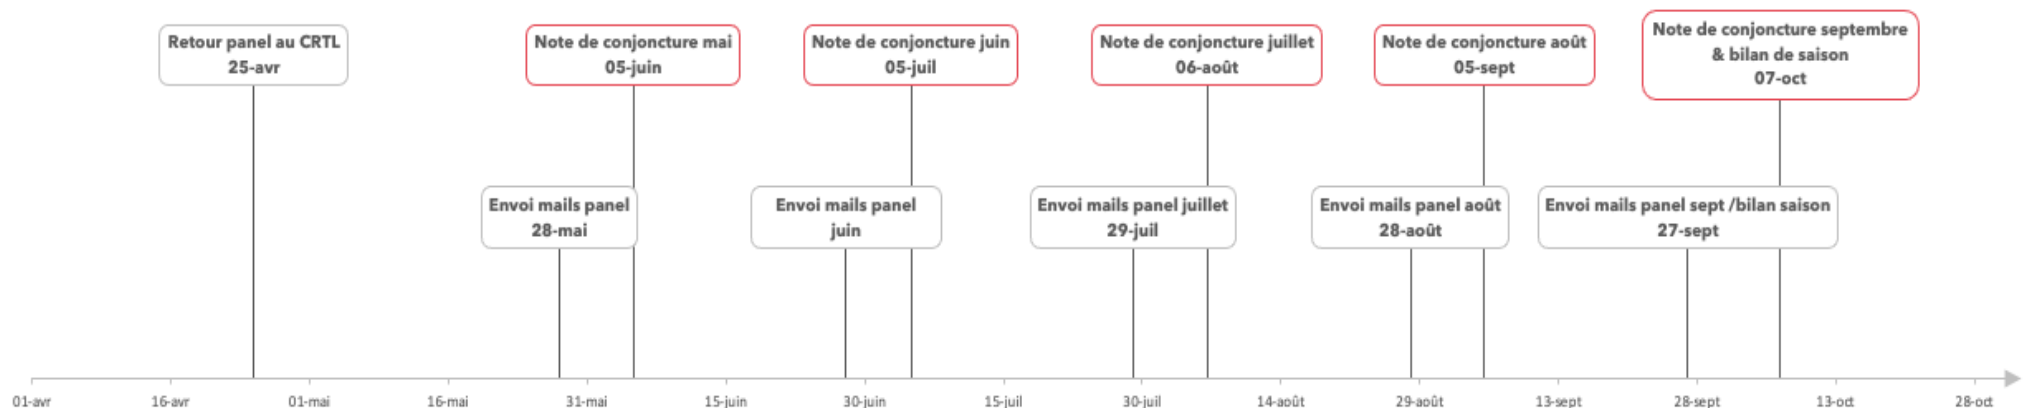 Retour panel au CRTL
25-avr
Note de conjoncture mai
05-juin
Note de conjoncture juin
05-juil
Note de conjoncture juillet
06-août
Note de conjoncture août
05-sept
Note de conjoncture septembre
& bilan de saison
07-oct
Envoi mails panel
28-mai
Envoi mails panel
juin
Envoi mails panel juillet
29-juil
Envoi mails panel août
28-août
Envoi mails panel sept /bilan saison
27-sept
01-avr
16-avr
01-mai
16-mai
31-mai
15-juin
30-juin
15-juil
30-juil
14-août
29-août
13-sept
28-sept
13-oct
28-oct